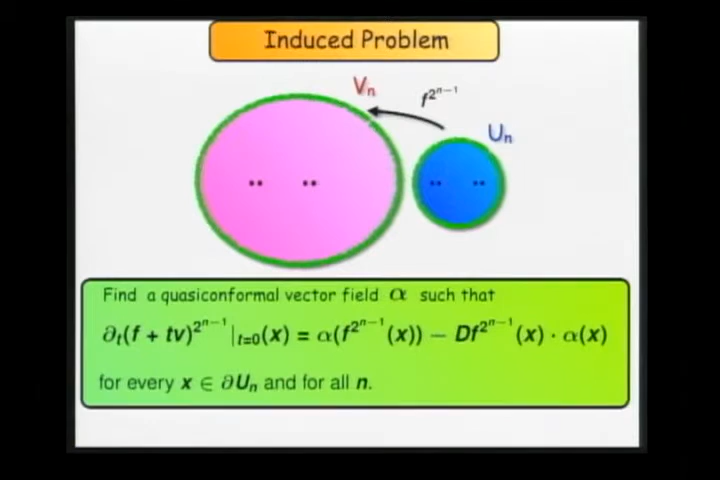 Induced Problem
Vₙ
f^{2^{n-1}}
Uₙ
Find a quasiconformal vector field α such that
∂ₜ(f + tv)^{2^{n-1}}|ₜ₌₀(x) = α(f^{2^{n-1}}(x)) − Df^{2^{n-1}}(x) · α(x)
for every x ∈ ∂Uₙ and for all n.